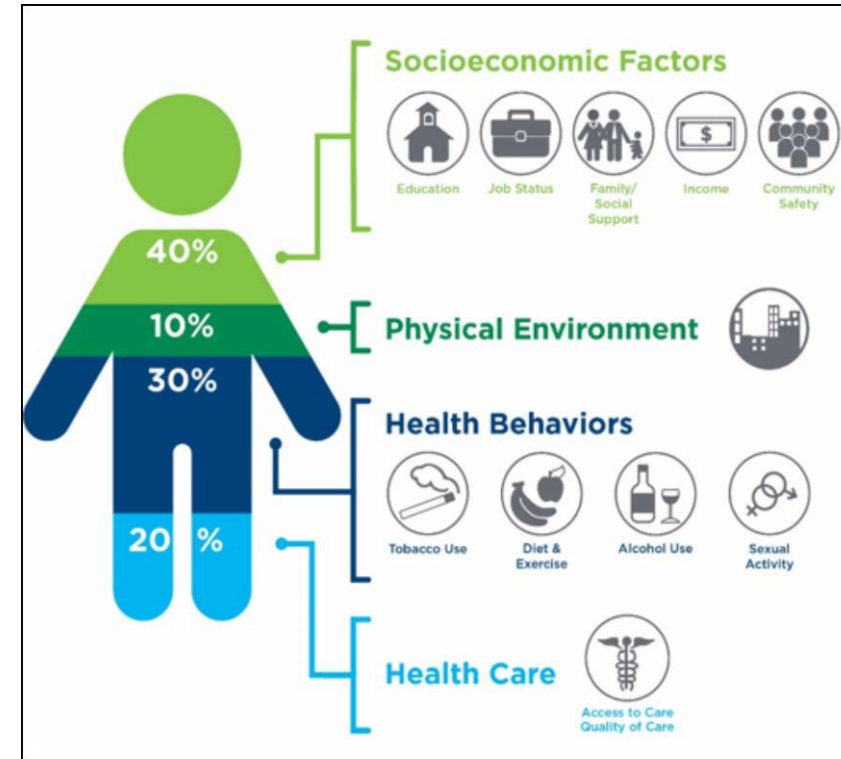 Socioeconomic Factors
$
Education
Job Status
Family/
Social
Support
Income
Community
Safety
40%
10%
Physical Environment
30%
Health Behaviors
Tobacco Use
Diet &
Exercise
Alcohol Use
Sexual
Activity
20 %
Health Care
Access to Care
Quality of Care